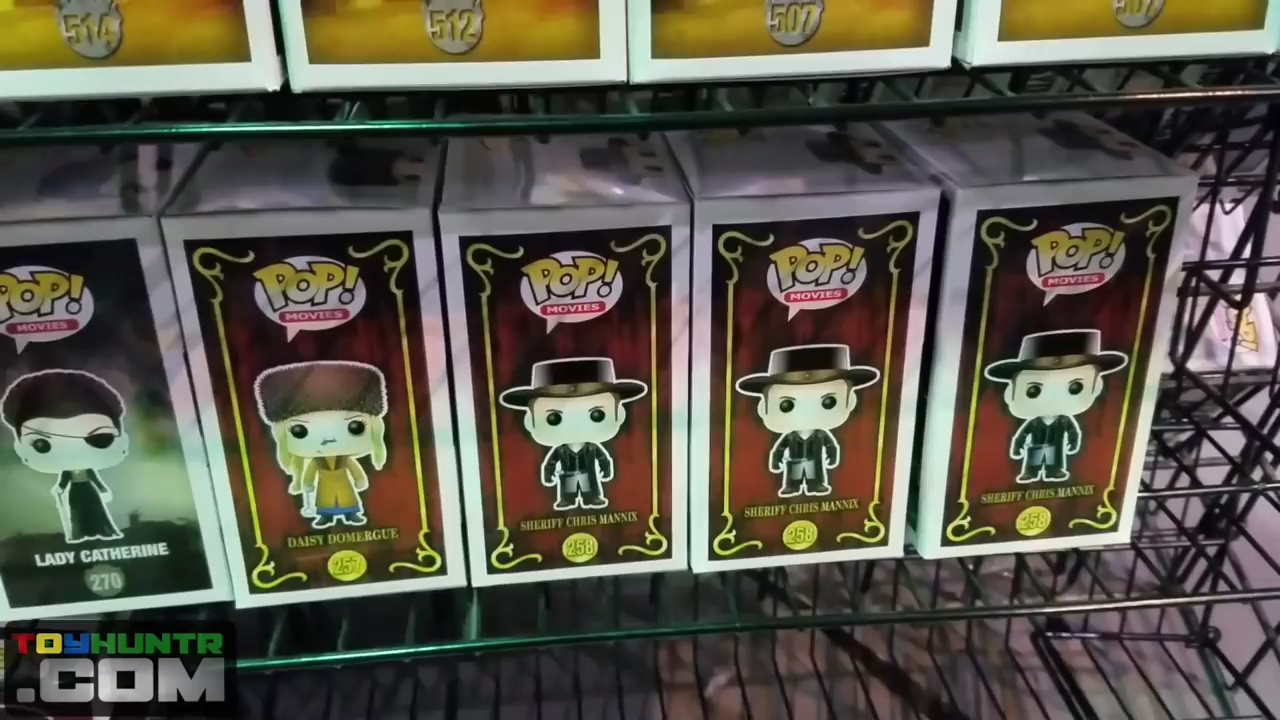 514
512
507
507
POP!
MOVIES
LADY CATHERINE
270
POP!
MOVIES
DAISY DOMERGUE
257
POP!
MOVIES
SHERIFF CHRIS MANNIX
258
POP!
MOVIES
SHERIFF CHRIS MANNIX
258
POP!
MOVIES
SHERIFF CHRIS MANNIX
258
TOYHUNTR
.COM